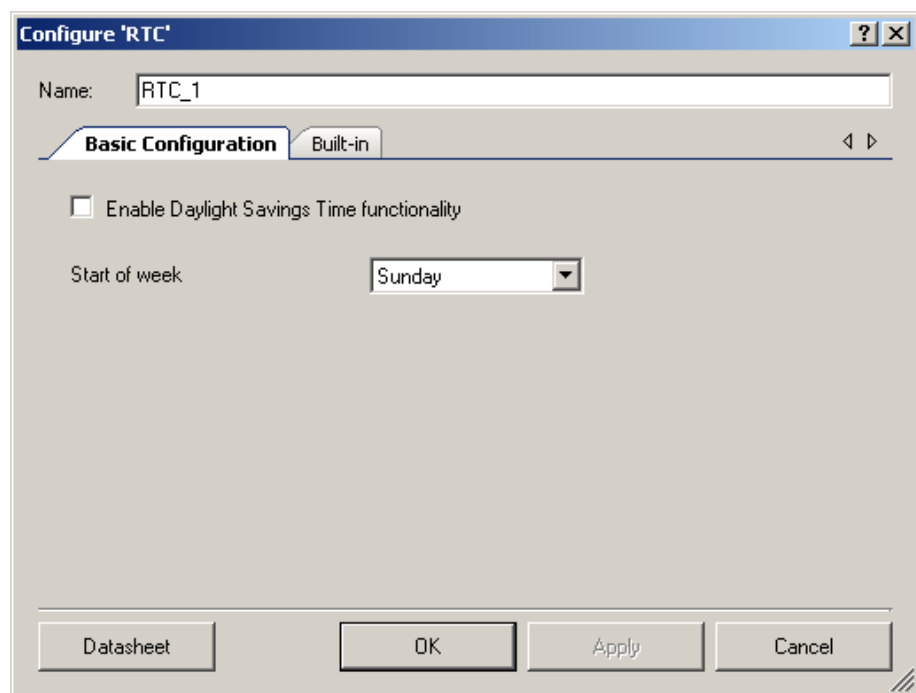 Configure 'RTC'
Name: RTC_1
Basic Configuration Built-in
Enable Daylight Savings Time functionality
Start of week Sunday
Datasheet OK Apply Cancel